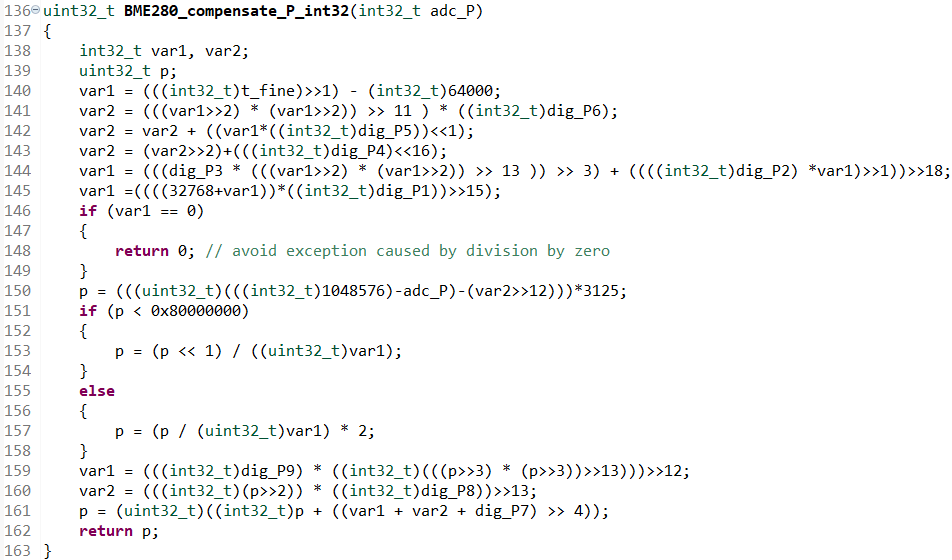 136 uint32_t BME280_compensate_P_int32(int32_t adc_P)
137 {
138     int32_t var1, var2;
139     uint32_t p;
140     var1 = (((int32_t)t_fine)>>1) - (int32_t)64000;
141     var2 = (((var1>>2) * (var1>>2)) >> 11 ) * ((int32_t)dig_P6);
142     var2 = var2 + ((var1*((int32_t)dig_P5))<<1);
143     var2 = (var2>>2)+(((int32_t)dig_P4)<<16);
144     var1 = (((dig_P3 * (((var1>>2) * (var1>>2)) >> 13 )) >> 3) + ((((int32_t)dig_P2) *var1)>>1))>>18;
145     var1 =((((32768+var1))*((int32_t)dig_P1))>>15);
146     if (var1 == 0)
147     {
148         return 0; // avoid exception caused by division by zero
149     }
150     p = (((uint32_t)(((int32_t)1048576)-adc_P)-(var2>>12)))*3125;
151     if (p < 0x80000000)
152     {
153         p = (p << 1) / ((uint32_t)var1);
154     }
155     else
156     {
157         p = (p / (uint32_t)var1) * 2;
158     }
159     var1 = (((int32_t)dig_P9) * ((int32_t)(((p>>3) * (p>>3))>>13)))>>12;
160     var2 = (((int32_t)(p>>2)) * ((int32_t)dig_P8))>>13;
161     p = (uint32_t)((int32_t)p + ((var1 + var2 + dig_P7) >> 4));
162     return p;
163 }